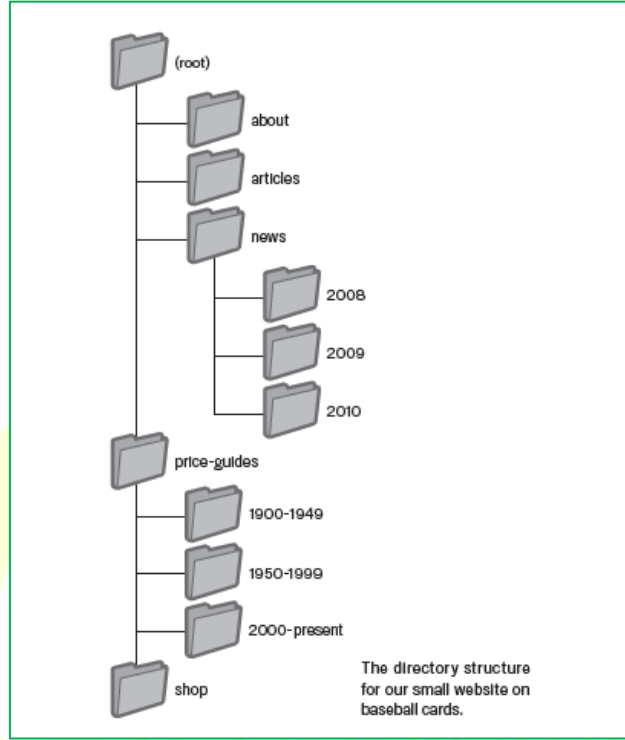 (root)
about
articles
news
2008
2009
2010
price-guides
1900-1949
1950-1999
2000-present
shop
The directory structure
for our small website on
baseball cards.